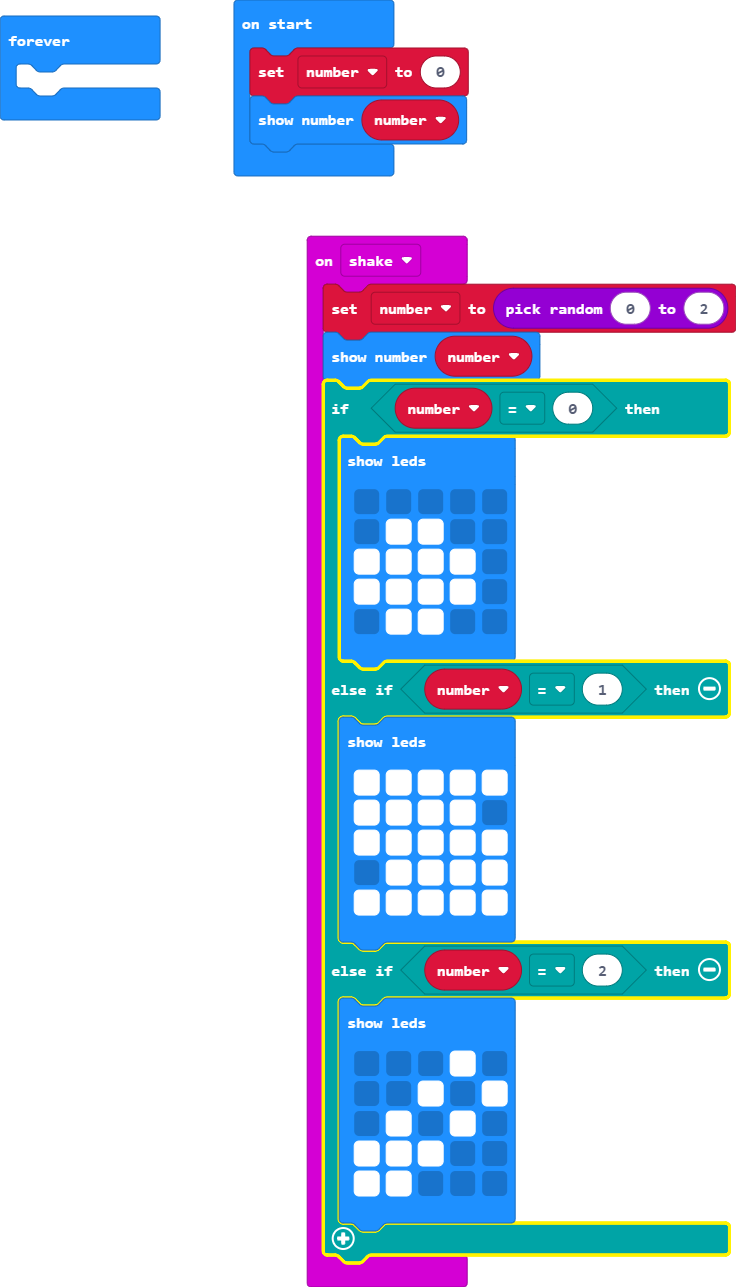 forever
on start
set number to 0
show number number
on shake
set number to pick random 0 to 2
show number number
if number = 0 then
show leds
else if number = 1 then
show leds
else if number = 2 then
show leds